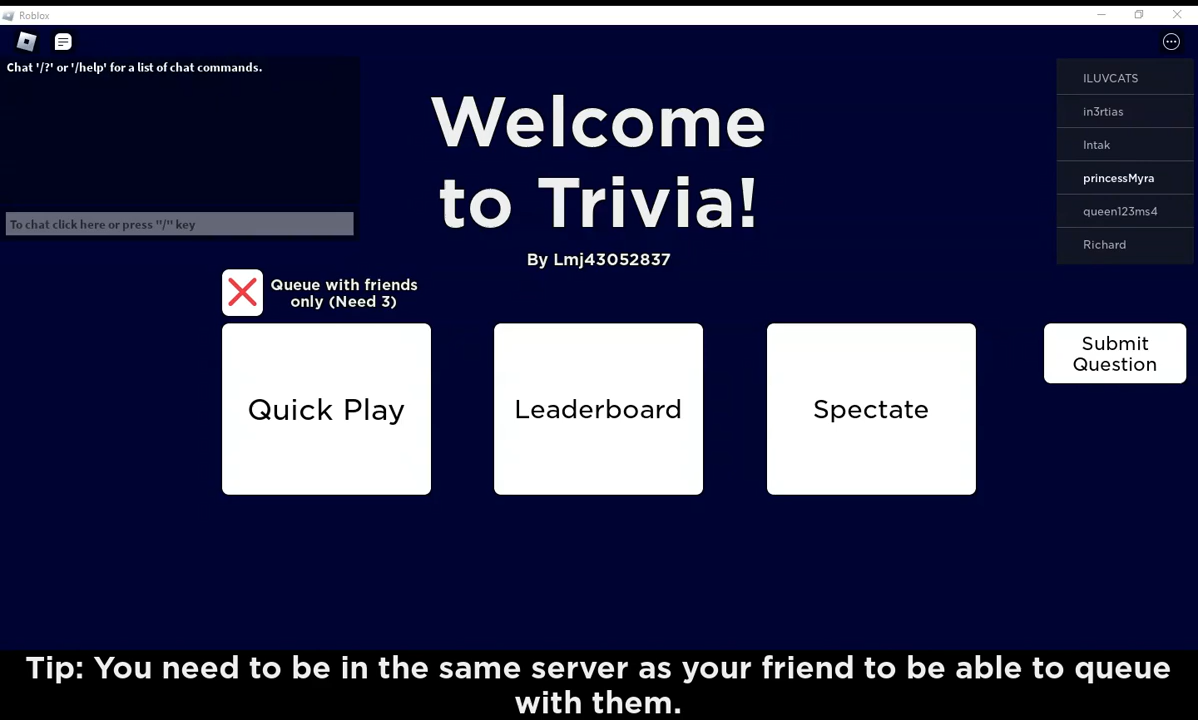 Roblox
Chat '/?' or '/help' for a list of chat commands.
To chat click here or press "/" key
Welcome
to Trivia!
By Lmj43052837
ILUVCATS
in3rtias
Intak
princessMyra
queen123ms4
Richard
Queue with friends
only (Need 3)
Quick Play
Leaderboard
Spectate
Submit
Question
Tip: You need to be in the same server as your friend to be able to queue
with them.